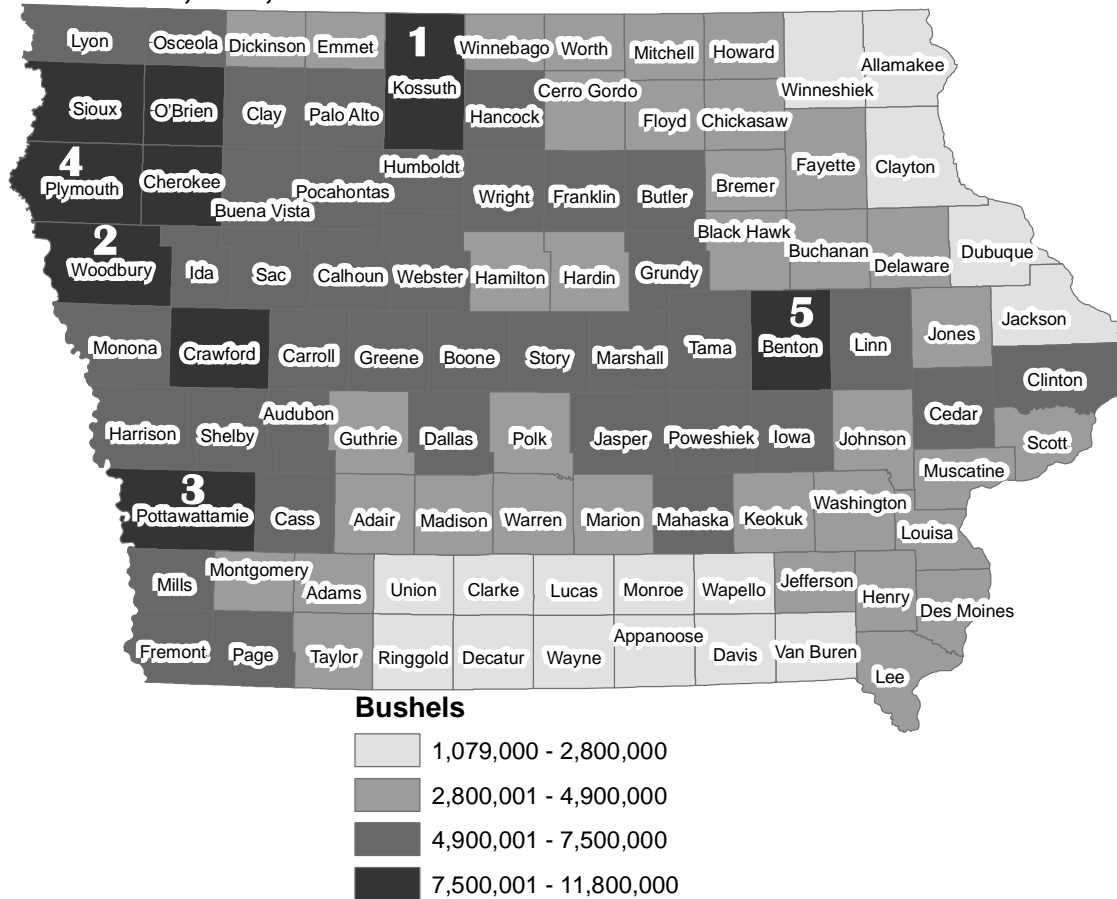 Lyon Osceola Dickinson Emmet 1 Winnebago Worth Mitchell Howard Allamakee
Kossuth Winneshiek
Sioux O'Brien Clay Palo Alto Hancock Cerro Gordo Floyd Chickasaw
4 Plymouth Cherokee Buena Vista Pocahontas Humboldt Wright Franklin Butler Bremer Fayette Clayton
2 Woodbury Ida Sac Calhoun Webster Hamilton Hardin Grundy Black Hawk Buchanan Delaware Dubuque
Monona Crawford Carroll Greene Boone Story Marshall Tama 5 Benton Linn Jones Jackson
Clinton
Harrison Shelby Audubon Guthrie Dallas Polk Jasper Poweshiek Iowa Johnson Cedar Scott
Muscatine
3 Pottawattamie Cass Adair Madison Warren Marion Mahaska Keokuk Washington Louisa
Mills Montgomery Adams Union Clarke Lucas Monroe Wapello Jefferson Henry Des Moines
Fremont Page Taylor Ringgold Decatur Wayne Appanoose Davis Van Buren Lee
Bushels
1,079,000 - 2,800,000
2,800,001 - 4,900,000
4,900,001 - 7,500,000
7,500,001 - 11,800,000